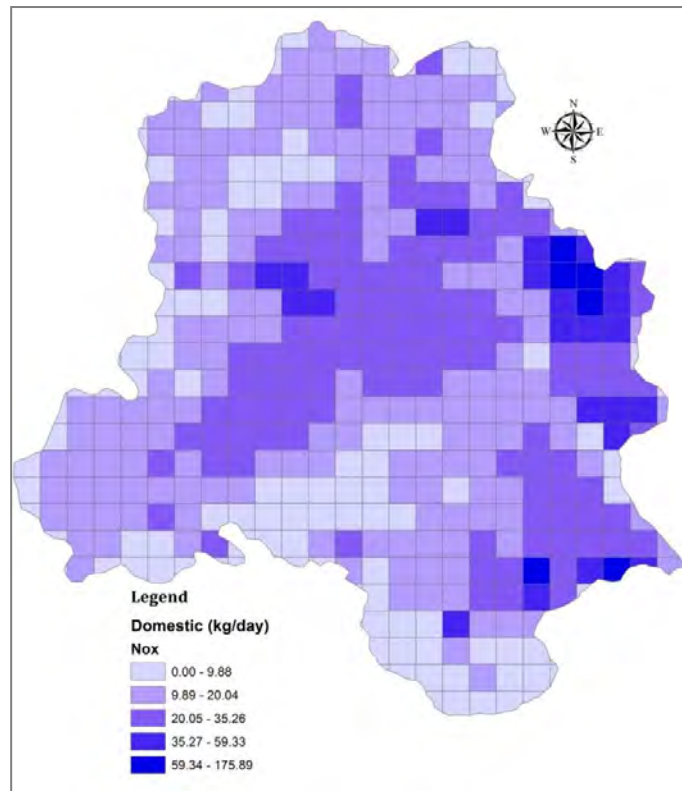 N
W E
S
Legend
Domestic (kg/day)
Nox
0.00 - 9.88
9.89 - 20.04
20.05 - 35.26
35.27 - 59.33
59.34 - 175.89